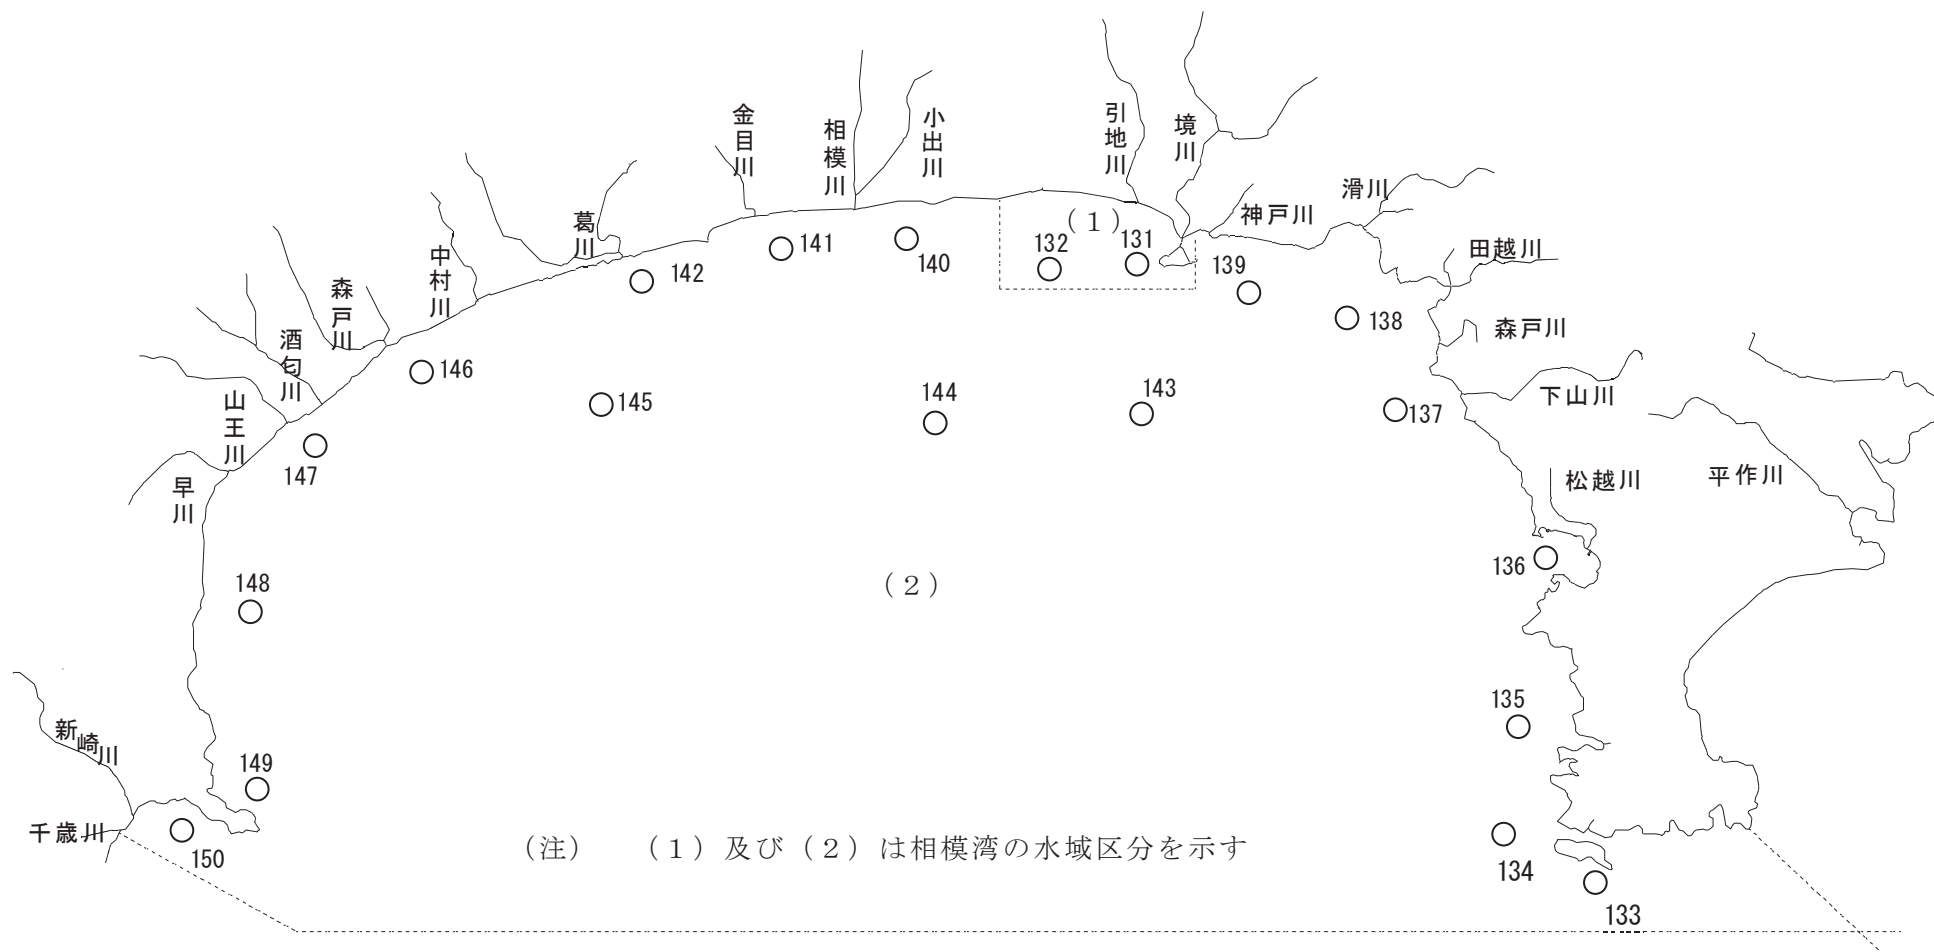 金目川
相模川
小出川
引地川
境川
神戸川
滑川
田越川
森戸川
下山川
松越川
平作川
葛川
中村川
森戸川
酒匂川
山王川
早川
新崎川
千歳川
（１）
132
131
139
138
140
141
142
146
145
144
143
137
147
148
136
（２）
135
149
150
134
133
（注）　（１）及び（２）は相模湾の水域区分を示す